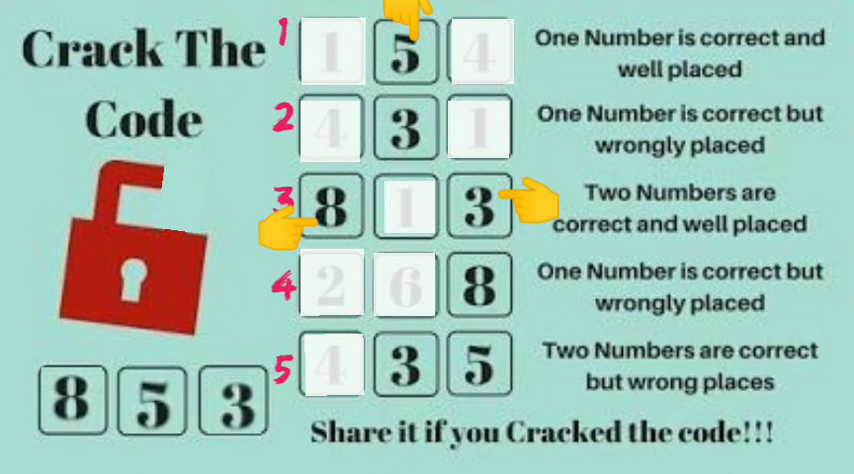 Crack The
Code
1
1 5 4
One Number is correct and
well placed
2
4 3 1
One Number is correct but
wrongly placed
3
8 1 3
Two Numbers are
correct and well placed
4
2 6 8
One Number is correct but
wrongly placed
5
4 3 5
Two Numbers are correct
but wrong places
8 5 3
Share it if you Cracked the code!!!